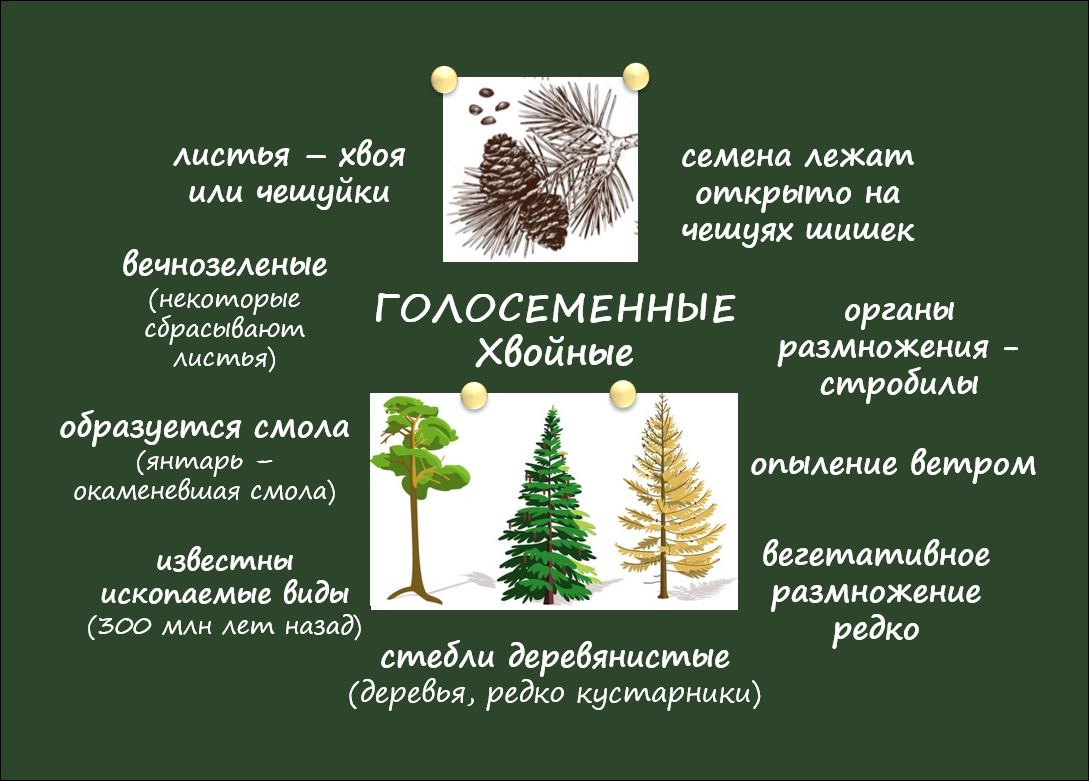 листья – хвоя
или чешуйки
семена лежат
открыто на
чешуях шишек
вечнозеленые
(некоторые
сбрасывают
листья)
ГОЛОСЕМЕННЫЕ
Хвойные
органы
размножения -
стробилы
образуется смола
(янтарь –
окаменевшая смола)
опыление ветром
известны
ископаемые виды
(300 млн лет назад)
вегетативное
размножение
редко
стебли деревянистые
(деревья, редко кустарники)